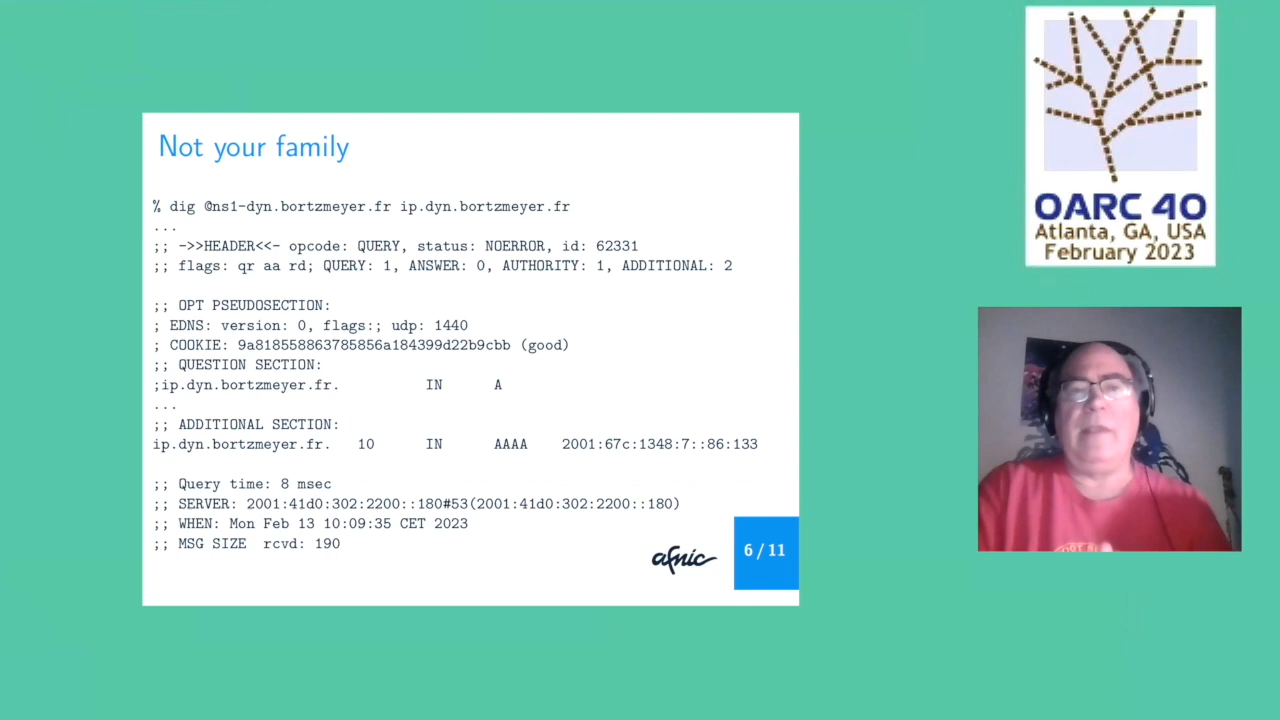 Not your family
% dig @ns1-dyn.bortzmeyer.fr ip.dyn.bortzmeyer.fr
...
;; ->>HEADER<<- opcode: QUERY, status: NOERROR, id: 62331
;; flags: qr aa rd; QUERY: 1, ANSWER: 0, AUTHORITY: 1, ADDITIONAL: 2
;; OPT PSEUDOSECTION:
; EDNS: version: 0, flags:; udp: 1440
; COOKIE: 9a818558863785856a184399d22b9cbb (good)
;; QUESTION SECTION:
;ip.dyn.bortzmeyer.fr. IN A
...
;; ADDITIONAL SECTION:
ip.dyn.bortzmeyer.fr. 10 IN AAAA 2001:67c:1348:7::86:133
;; Query time: 8 msec
;; SERVER: 2001:41d0:302:2200::180#53(2001:41d0:302:2200::180)
;; WHEN: Mon Feb 13 10:09:35 CET 2023
;; MSG SIZE rcvd: 190
afnic
6 / 11
OARC 40
Atlanta, GA, USA
February 2023